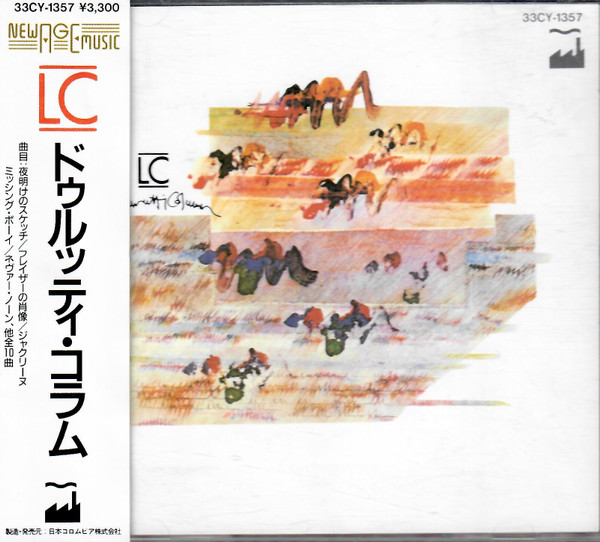 33CY-1357 ¥3,300
NEW AGE MUSIC
LC
ドゥルッティ・コラム
曲目:夜明けのスケッチ/フレイザーの肖像/ジャクリーヌ
ミッシング・ボーイ/ネヴァー・ノーン、他全10曲
製造・発売元:日本コロムビア株式会社
33CY-1357
LC
Durutti Column